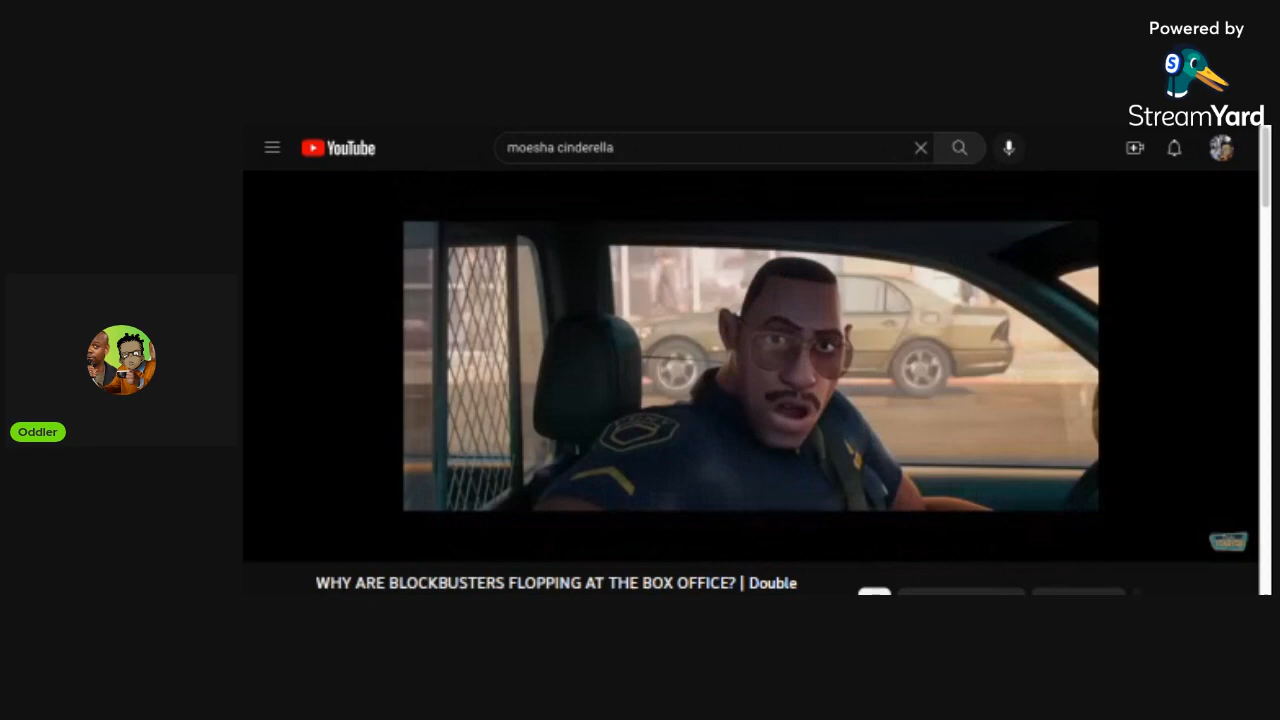 Powered by
S
StreamYard
YouTube
moesha cinderella
Oddler
WHY ARE BLOCKBUSTERS FLOPPING AT THE BOX OFFICE? | Double